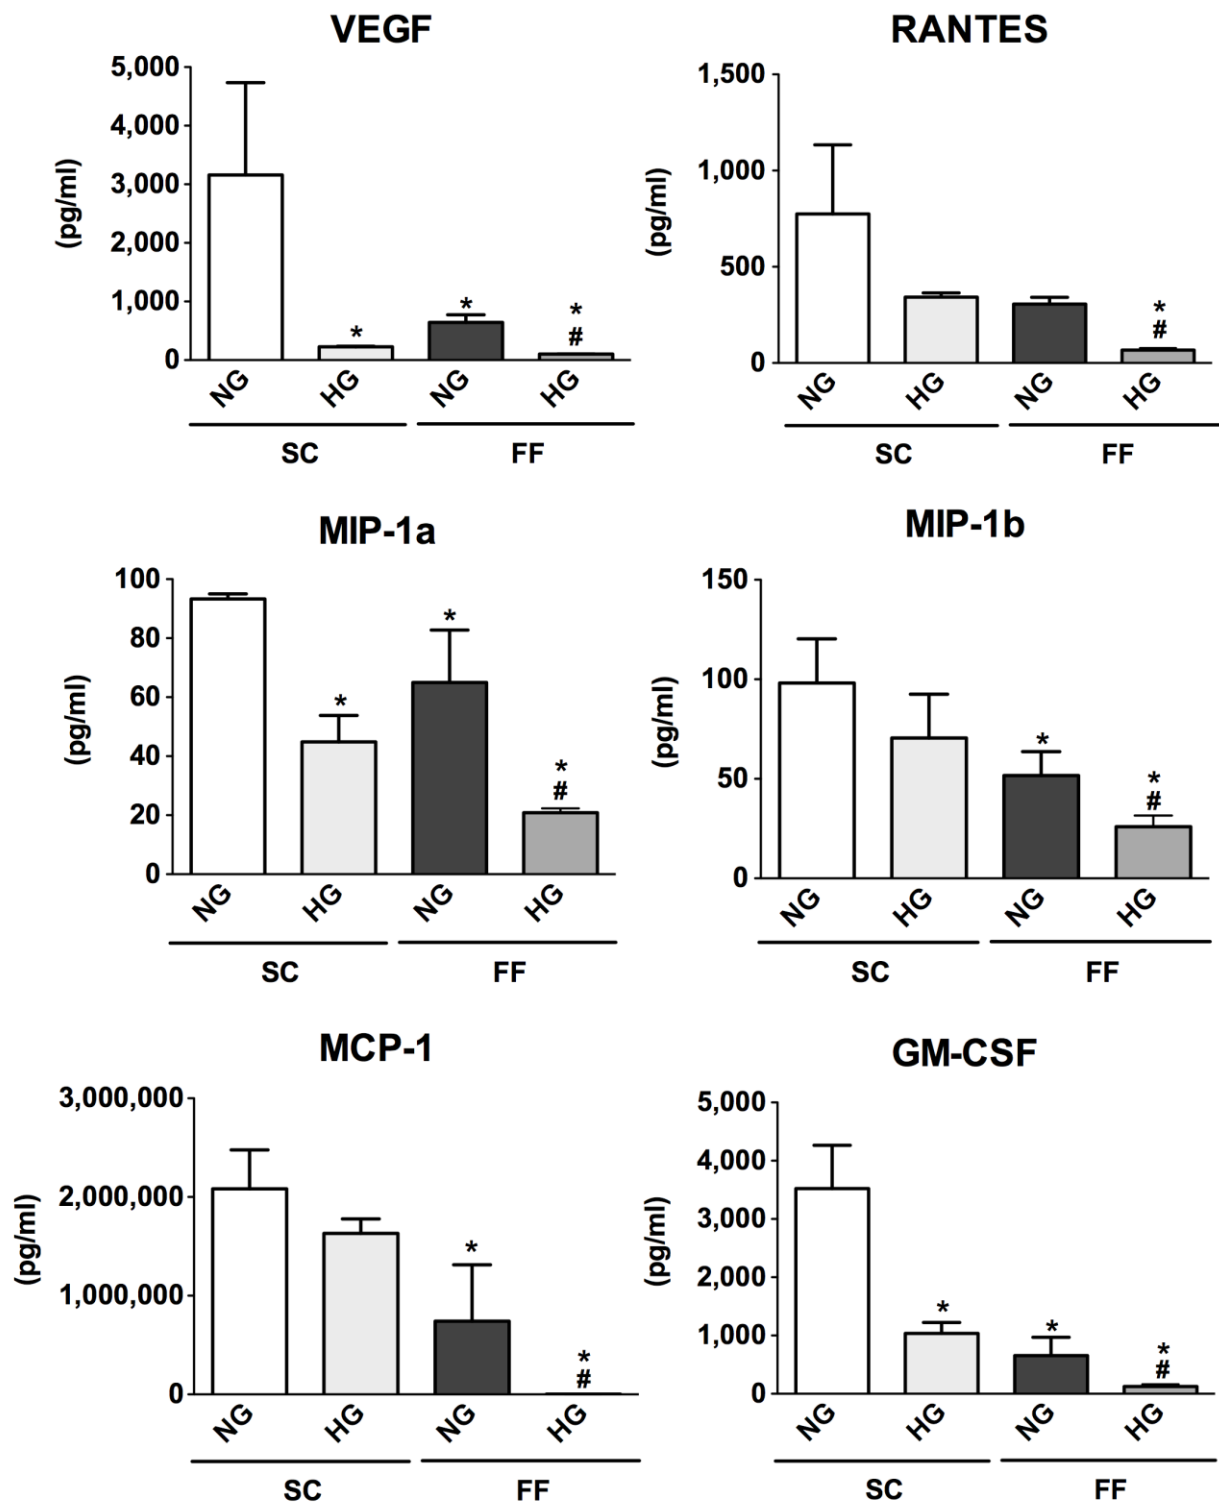 VEGF
5,000
4,000
3,000
2,000
1,000
0
(pg/ml)
*
*
*
#
NG
HG
NG
HG
SC
FF
RANTES
1,500
1,000
500
0
(pg/ml)
*
#
NG
HG
NG
HG
SC
FF
MIP-1a
100
80
60
40
20
0
(pg/ml)
*
*
*
#
NG
HG
NG
HG
SC
FF
MIP-1b
150
100
50
0
(pg/ml)
*
*
#
NG
HG
NG
HG
SC
FF
MCP-1
3,000,000
2,000,000
1,000,000
0
(pg/ml)
*
*
#
NG
HG
NG
HG
SC
FF
GM-CSF
5,000
4,000
3,000
2,000
1,000
0
(pg/ml)
*
*
*
#
NG
HG
NG
HG
SC
FF